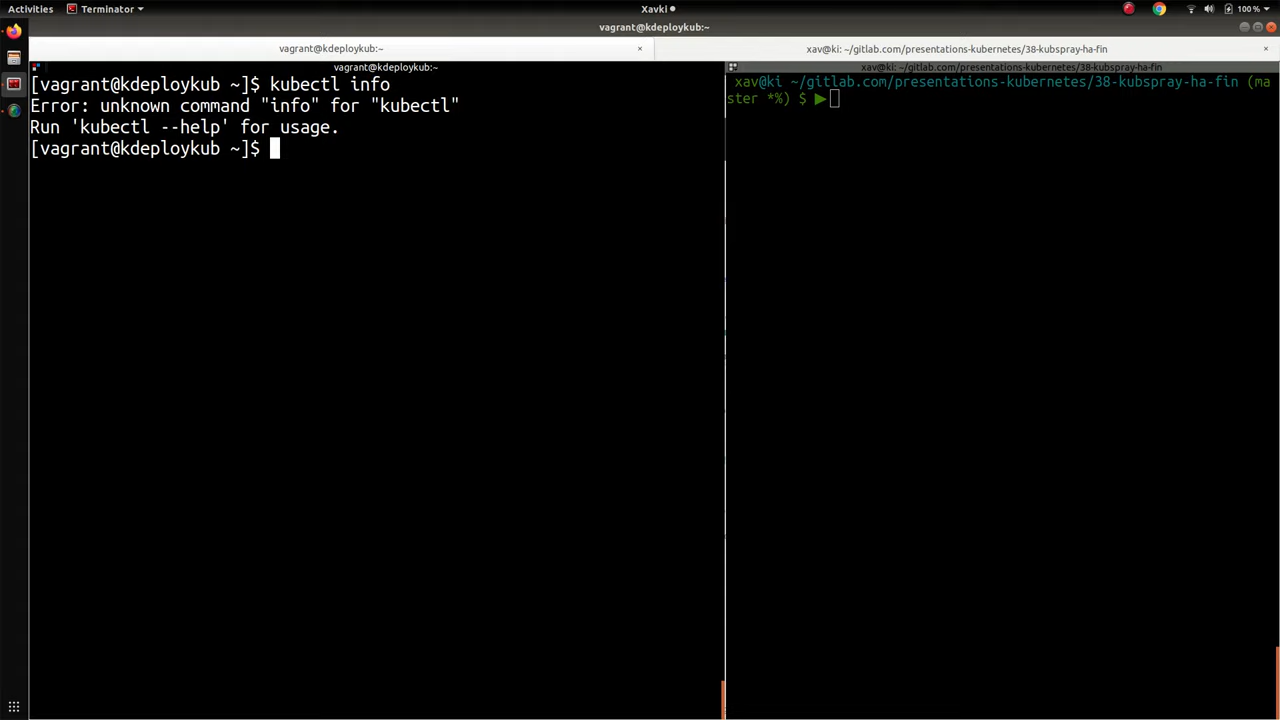 Activities
Terminator
Xavki
100 %
vagrant@kdeploykub:~
vagrant@kdeploykub:~
xav@ki: ~/gitlab.com/presentations-kubernetes/38-kubspray-ha-fin
vagrant@kdeploykub:~
[vagrant@kdeploykub ~]$ kubectl info
Error: unknown command "info" for "kubectl"
Run 'kubectl --help' for usage.
[vagrant@kdeploykub ~]$
xav@ki: ~/gitlab.com/presentations-kubernetes/38-kubspray-ha-fin
xav@ki ~/gitlab.com/presentations-kubernetes/38-kubspray-ha-fin (ma
ster *%) $ ▶